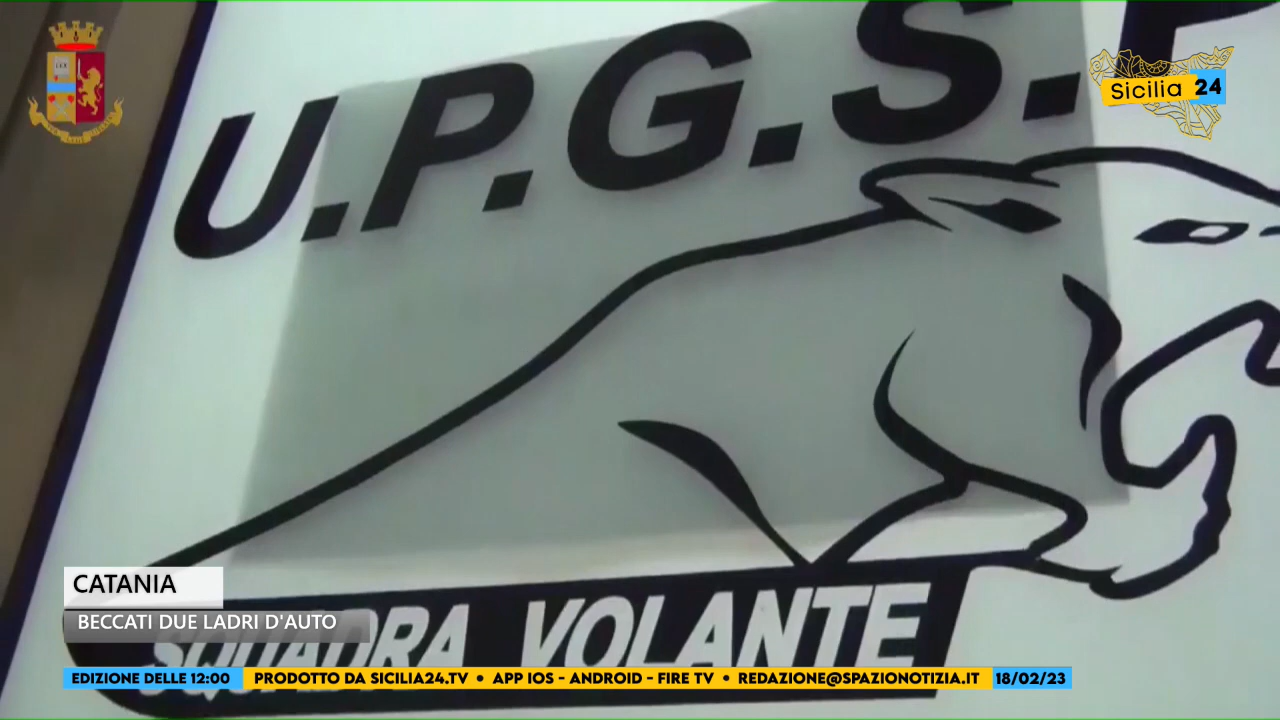 U.P.G.S.P.
Sicilia 24
CATANIA
BECCATI DUE LADRI D'AUTO
SQUADRA VOLANTE
EDIZIONE DELLE 12:00 PRODOTTO DA SICILIA24.TV • APP IOS - ANDROID - FIRE TV • REDAZIONE@SPAZIONOTIZIA.IT 18/02/23